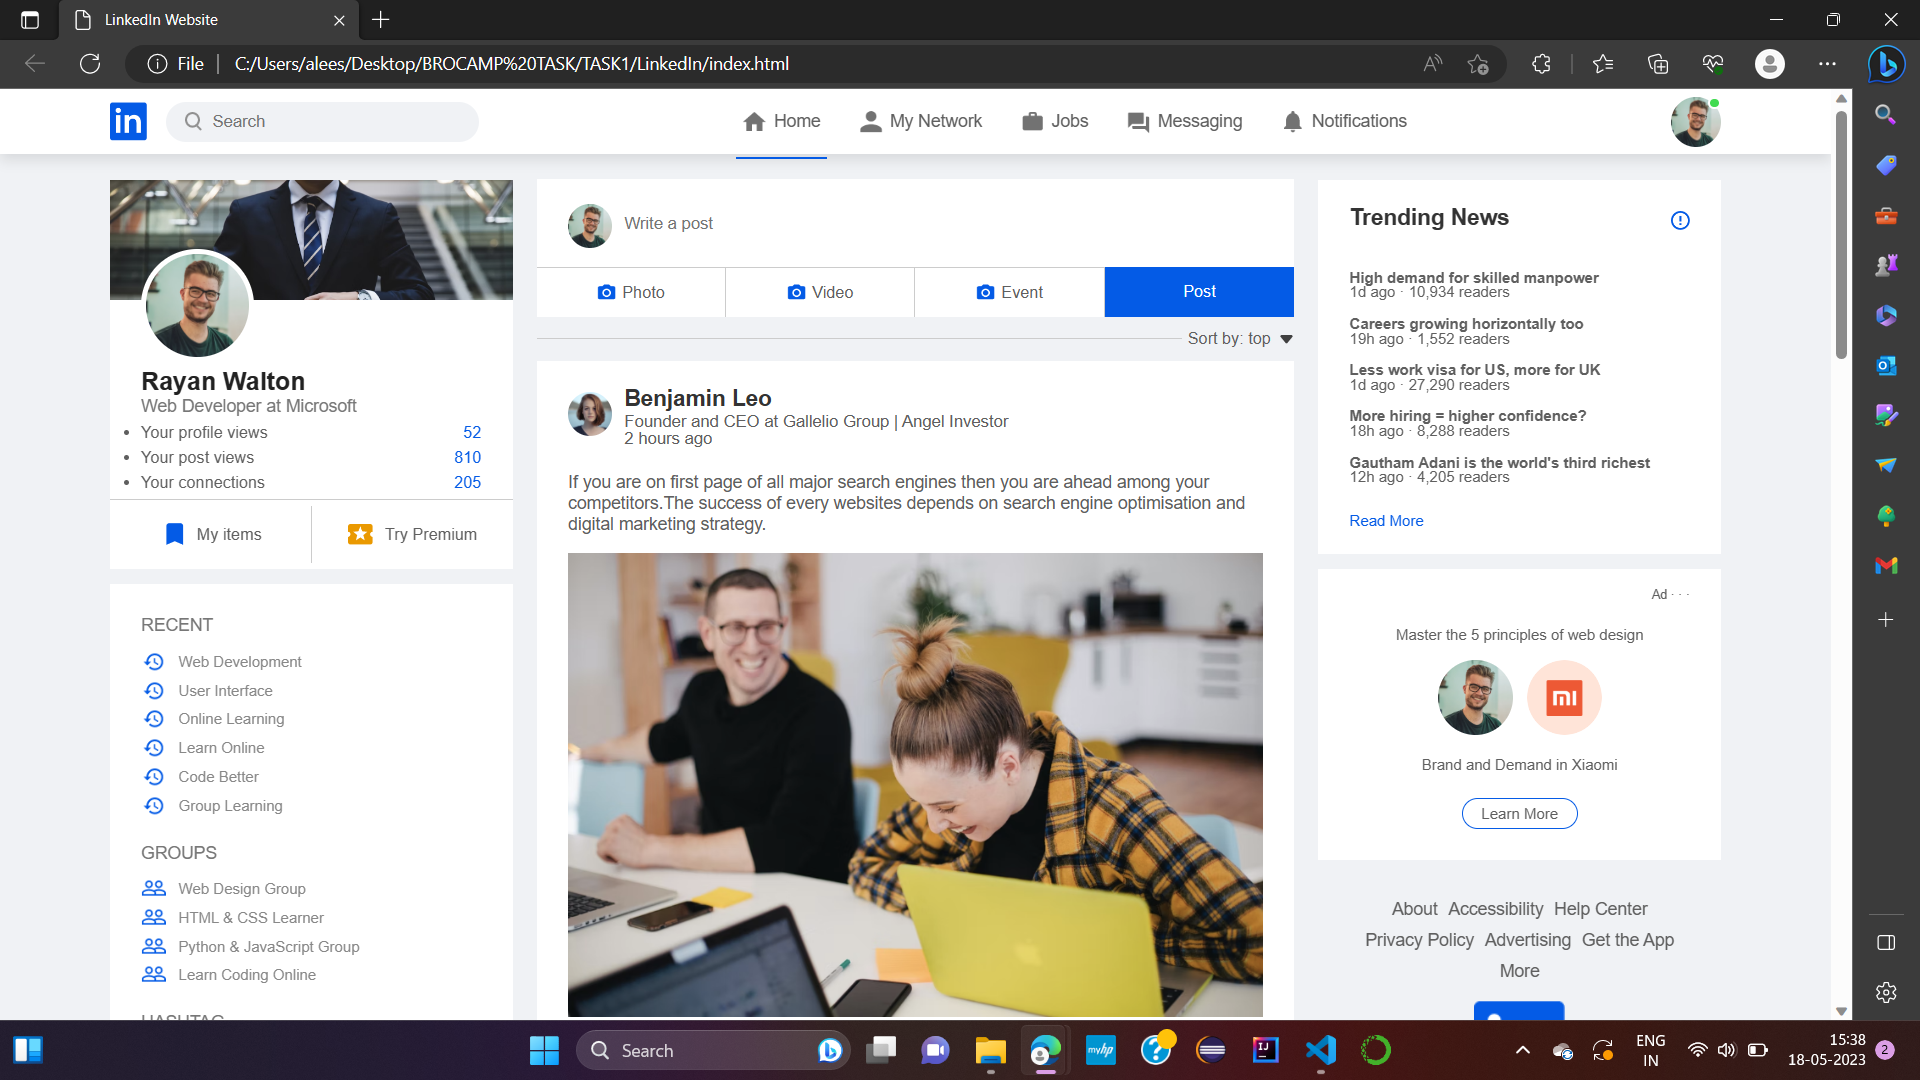 LinkedIn Website
File
C:/Users/alees/Desktop/BROCAMP%20TASK/TASK1/LinkedIn/index.html
in
Search
Home
My Network
Jobs
Messaging
Notifications
Rayan Walton
Web Developer at Microsoft
Your profile views 52
Your post views 810
Your connections 205
My items
Try Premium
RECENT
Web Development
User Interface
Online Learning
Learn Online
Code Better
Group Learning
GROUPS
Web Design Group
HTML & CSS Learner
Python & JavaScript Group
Learn Coding Online
HASHTAG
Write a post
Photo
Video
Event
Post
Sort by: top
Benjamin Leo
Founder and CEO at Gallelio Group | Angel Investor
2 hours ago
If you are on first page of all major search engines then you are ahead among your
competitors.The success of every websites depends on search engine optimisation and
digital marketing strategy.
Trending News
High demand for skilled manpower
1d ago · 10,934 readers
Careers growing horizontally too
19h ago · 1,552 readers
Less work visa for US, more for UK
1d ago · 27,290 readers
More hiring = higher confidence?
18h ago · 8,288 readers
Gautham Adani is the world's third richest
12h ago · 4,205 readers
Read More
Ad · · ·
Master the 5 principles of web design
mi
Brand and Demand in Xiaomi
Learn More
About Accessibility Help Center
Privacy Policy Advertising Get the App
More
Search
myhp
IJ
ENG
IN
15:38
18-05-2023
2